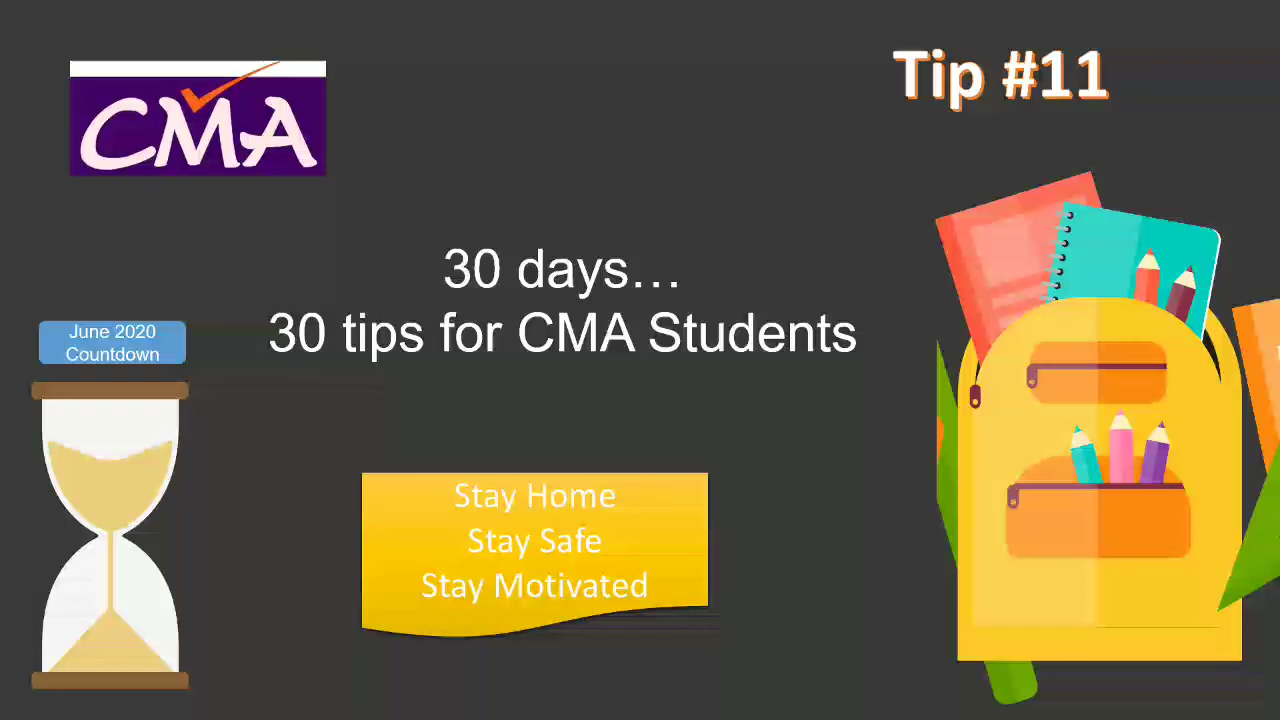 CMA
Tip #11
30 days…
30 tips for CMA Students
June 2020
Countdown
Stay Home
Stay Safe
Stay Motivated